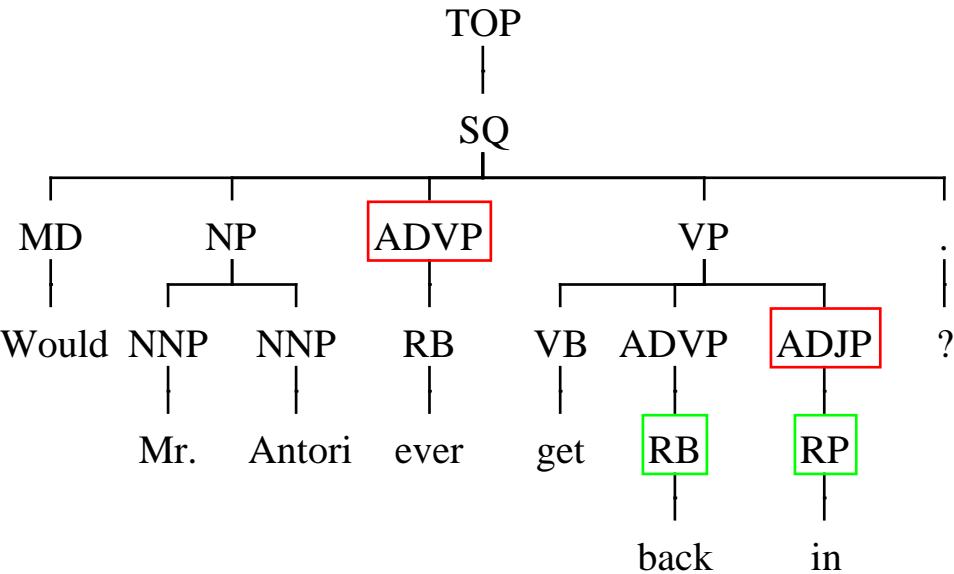 TOP
SQ
MD NP ADVP VP .
Would NNP NNP RB VB ADVP ADJP ?
Mr. Antori ever get RB RP
back in